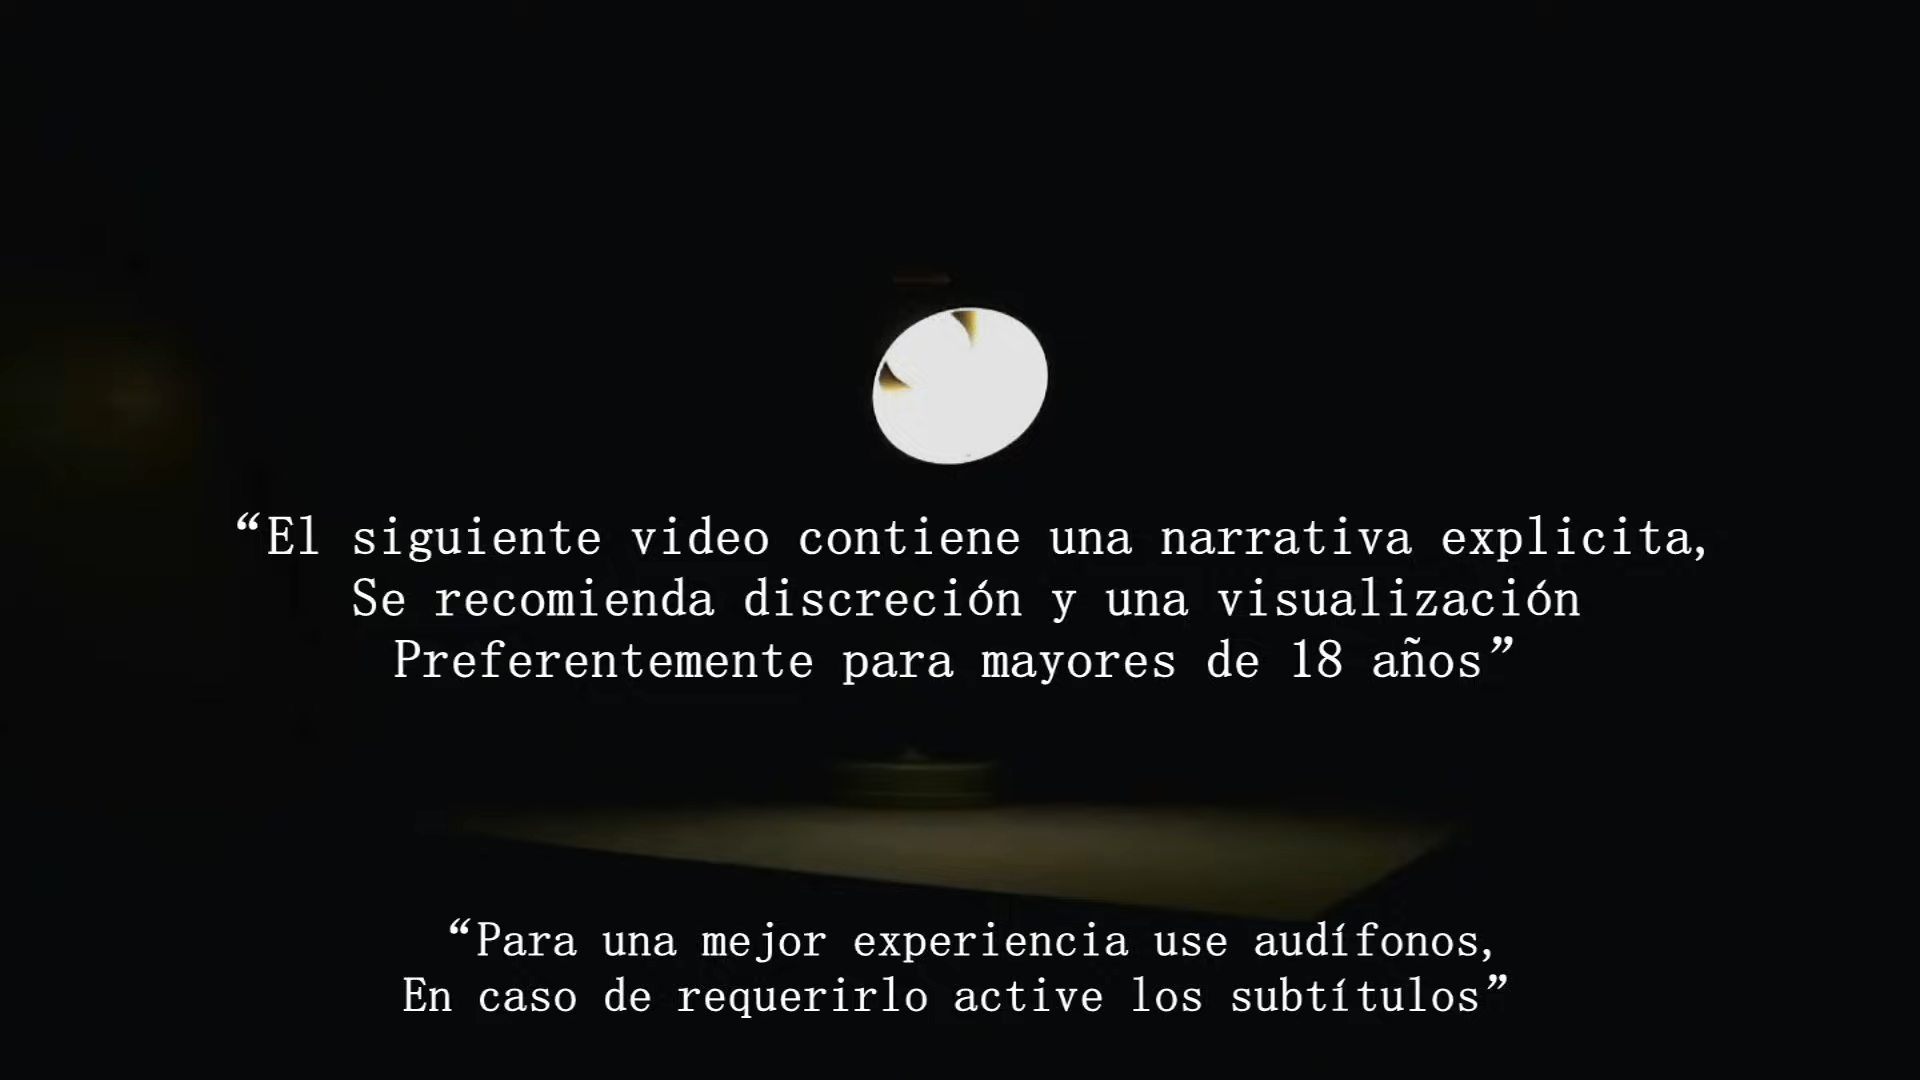 “El siguiente video contiene una narrativa explicita,
Se recomienda discreción y una visualización
Preferentemente para mayores de 18 años”
“Para una mejor experiencia use audífonos,
En caso de requerirlo active los subtítulos”